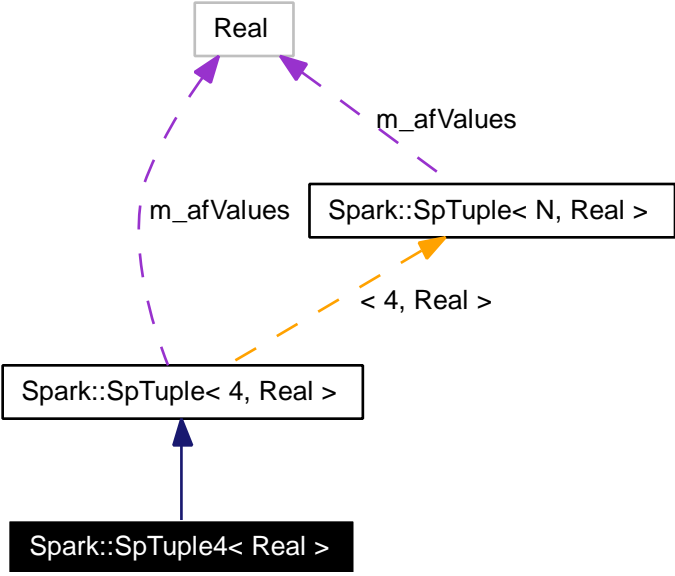 Real
m_afValues
m_afValues
Spark::SpTuple< N, Real >
< 4, Real >
Spark::SpTuple< 4, Real >
Spark::SpTuple4< Real >